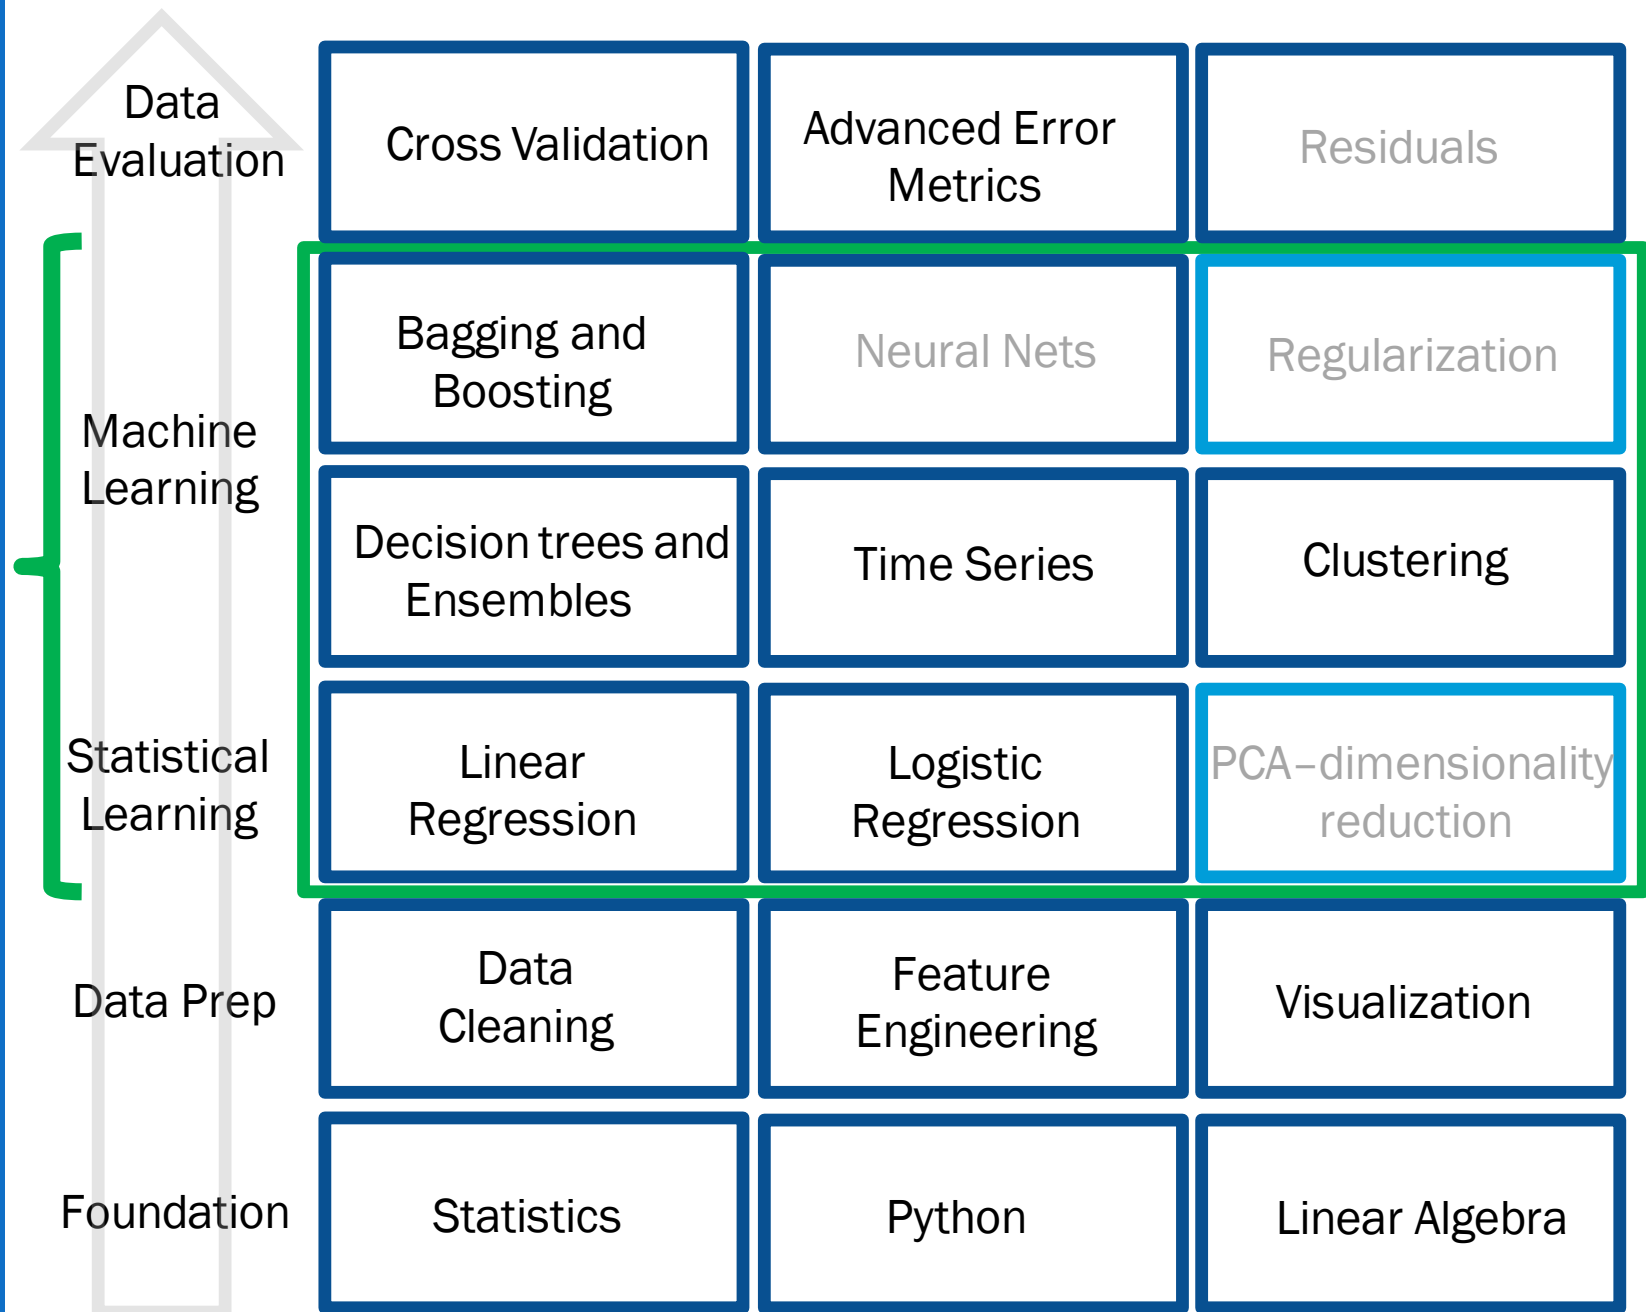 Data
Evaluation
Cross Validation
Advanced Error
Metrics
Residuals
Machine
Learning
Bagging and
Boosting
Neural Nets
Regularization
Decision trees and
Ensembles
Time Series
Clustering
Statistical
Learning
Linear
Regression
Logistic
Regression
PCA–dimensionality
reduction
Data Prep
Data
Cleaning
Feature
Engineering
Visualization
Foundation
Statistics
Python
Linear Algebra